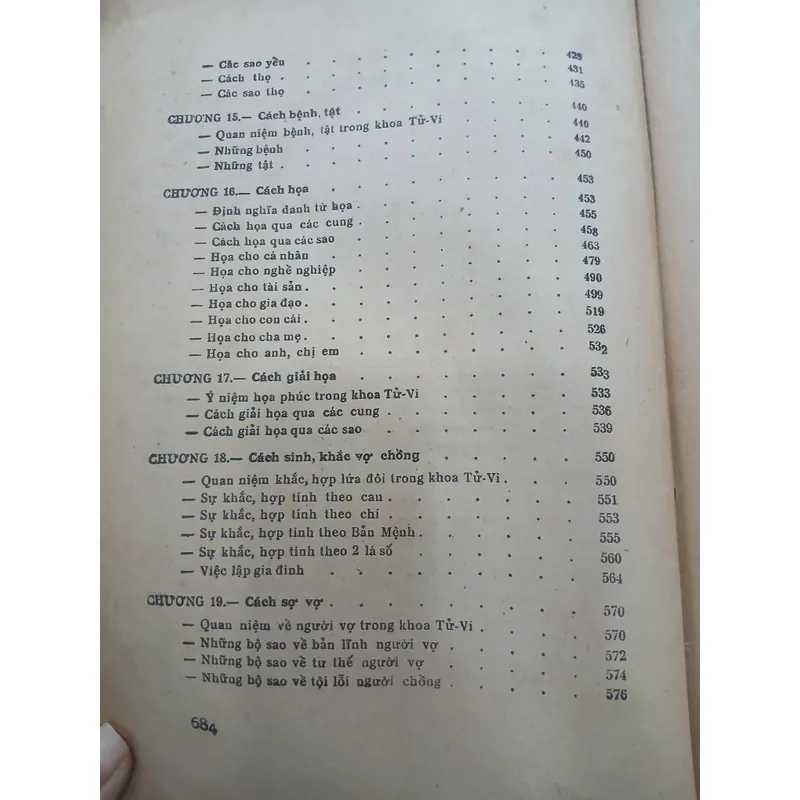 — Các sao yểu . . . . . . . . . . 423
— Cách thọ . . . . . . . . . . 431
— Các sao thọ . . . . . . . . . . 435
CHƯƠNG 15.— Cách bệnh, tật . . . . . . . . 440
— Quan niệm bệnh, tật trong khoa Tử-Vi . . . . . 440
— Những bệnh . . . . . . . . . . 442
— Những tật . . . . . . . . . . 450
CHƯƠNG 16.— Cách họa . . . . . . . . . 453
— Định nghĩa danh từ họa . . . . . . . . 453
— Cách họa qua các cung . . . . . . . . 455
— Cách họa qua các sao . . . . . . . . 458
— Họa cho cá nhân . . . . . . . . . 463
— Họa cho nghề nghiệp . . . . . . . . 479
— Họa cho tài sản . . . . . . . . . 490
— Họa cho gia đạo . . . . . . . . . 499
— Họa cho con cái . . . . . . . . . 519
— Họa cho cha mẹ . . . . . . . . . 526
— Họa cho anh, chị em . . . . . . . . 532
CHƯƠNG 17.— Cách giải họa . . . . . . . . 533
— Ý niệm họa phúc trong khoa Tử-Vi . . . . . . 533
— Cách giải họa qua các cung . . . . . . . 536
— Cách giải họa qua các sao . . . . . . . 539
CHƯƠNG 18.— Cách sinh, khắc vợ chồng . . . . . 550
— Quan niệm khắc, hợp lứa đôi trong khoa Tử-Vi . . . 550
— Sự khắc, hợp tính theo can . . . . . . . 551
— Sự khắc, hợp tính theo chi . . . . . . . 553
— Sự khắc, hợp tính theo Bản Mệnh . . . . . . 555
— Sự khắc, hợp tính theo 2 lá số . . . . . . 560
— Việc lập gia đình . . . . . . . . . 564
CHƯƠNG 19.— Cách sợ vợ . . . . . . . . 570
— Quan niệm về người vợ trong khoa Tử-Vi . . . . 570
— Những bộ sao về bản lĩnh người vợ . . . . . 572
— Những bộ sao về tư thế người vợ . . . . . 574
— Những bộ sao về tội lỗi người chồng . . . . . 576
684